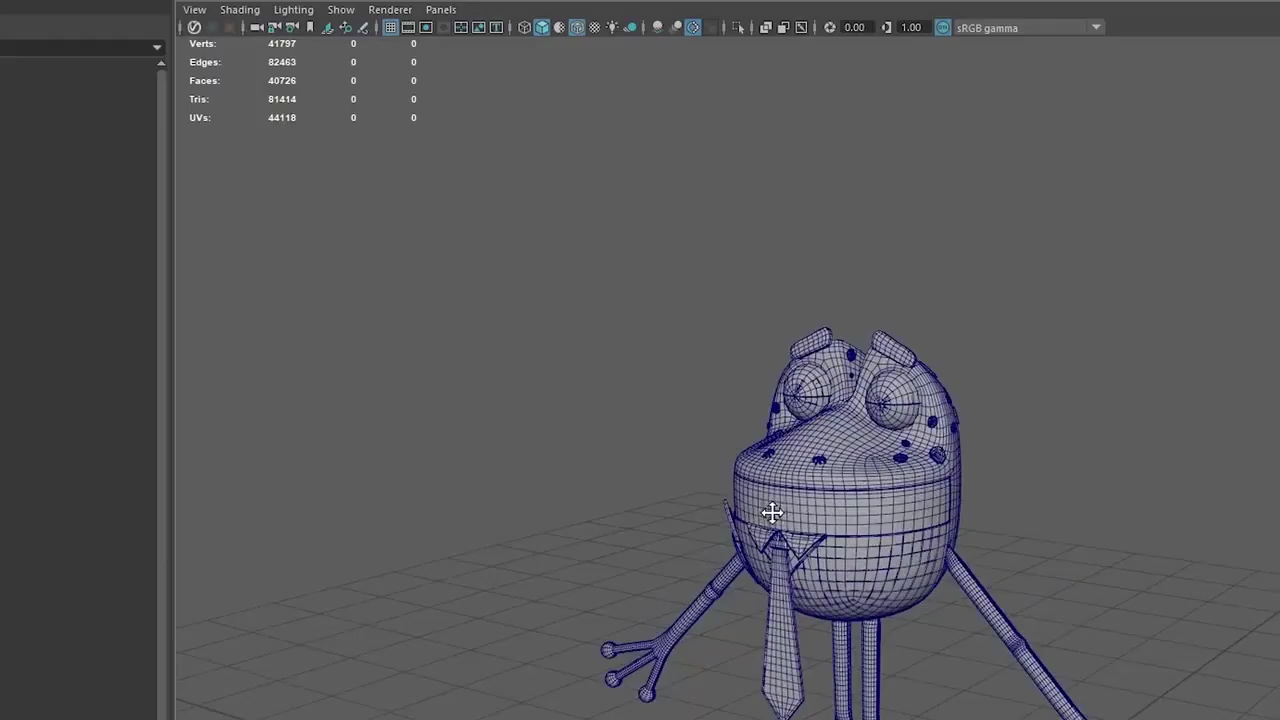 View Shading Lighting Show Renderer Panels
0.00 1.00 sRGB gamma
Verts: 41797 0 0
Edges: 82463 0 0
Faces: 40726 0 0
Tris: 81414 0 0
UVs: 44118 0 0